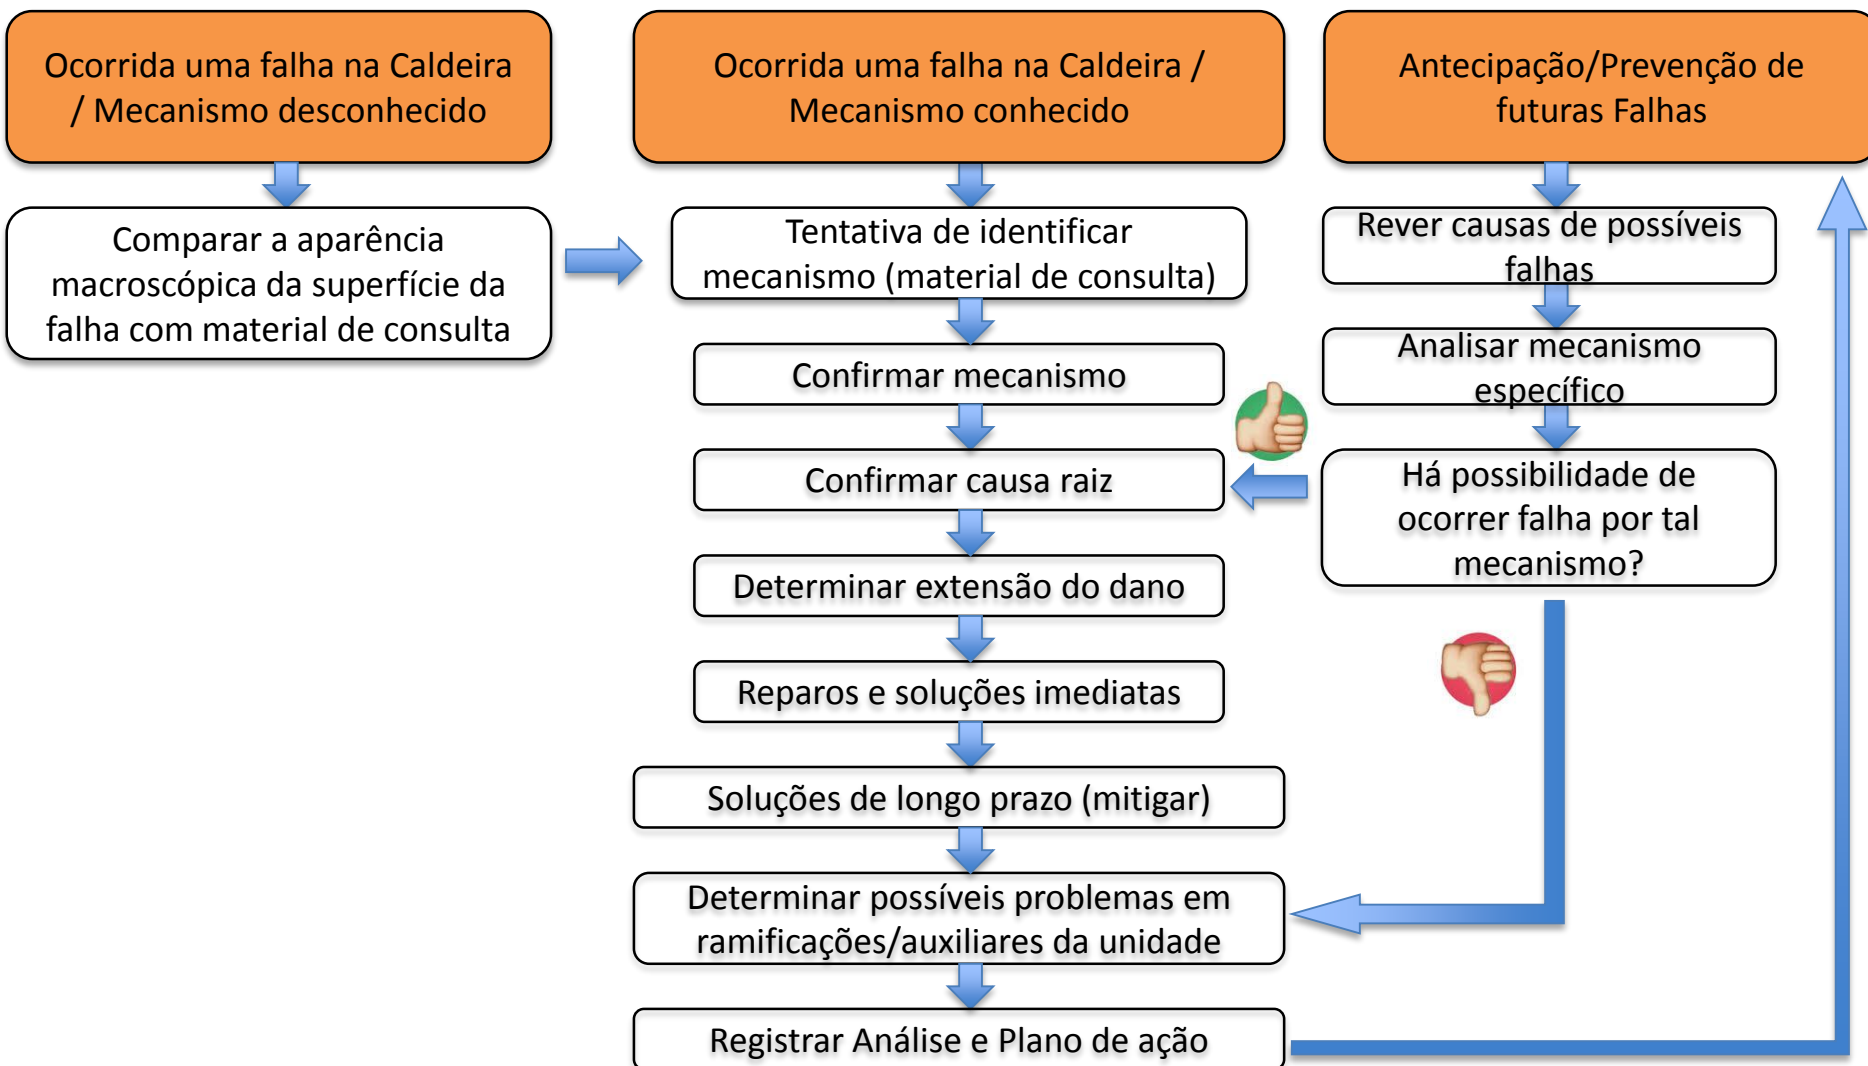 Ocorrida uma falha na Caldeira
/ Mecanismo desconhecido
Comparar a aparência
macroscópica da superfície da
falha com material de consulta
Ocorrida uma falha na Caldeira /
Mecanismo conhecido
Tentativa de identificar
mecanismo (material de consulta)
Confirmar mecanismo
Confirmar causa raiz
Determinar extensão do dano
Reparos e soluções imediatas
Soluções de longo prazo (mitigar)
Determinar possíveis problemas em
ramificações/auxiliares da unidade
Registrar Análise e Plano de ação
Antecipação/Prevenção de
futuras Falhas
Rever causas de possíveis
falhas
Analisar mecanismo
específico
Há possibilidade de
ocorrer falha por tal
mecanismo?